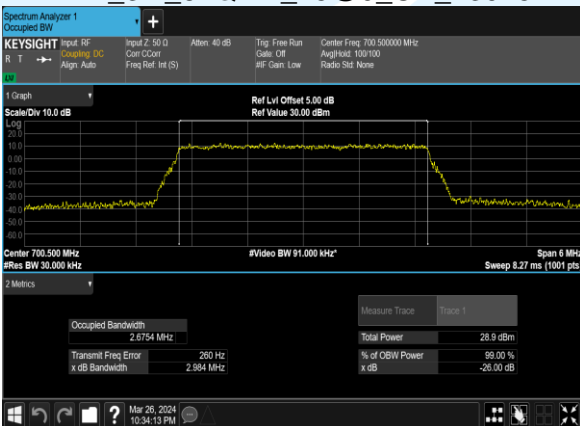 Spectrum Analyzer 1
Occupied BW
KEYSIGHT
R T
Input: RF
Coupling: DC
Align: Auto
Input Z: 50 Ω
Corr CCorr
Freq Ref: Int (S)
Atten: 40 dB
Trig: Free Run
Gate: Off
#IF Gain: Low
Center Freq: 700.500000 MHz
Avg|Hold: 100/100
Radio Std: None
1 Graph
Scale/Div 10.0 dB
Ref Lvl Offset 5.00 dB
Ref Value 30.00 dBm
Log
20.0
10.0
0.00
-10.0
-20.0
-30.0
-40.0
-50.0
-60.0
Center 700.500 MHz
#Res BW 30.000 kHz
#Video BW 91.000 kHz*
Span 6 MHz
Sweep 8.27 ms (1001 pts)
2 Metrics
Measure Trace Trace 1
Occupied Bandwidth
2.6754 MHz
Total Power 28.9 dBm
Transmit Freq Error 260 Hz
% of OBW Power 99.00 %
x dB Bandwidth 2.984 MHz
x dB -26.00 dB
Mar 26, 2024
10:34:13 PM